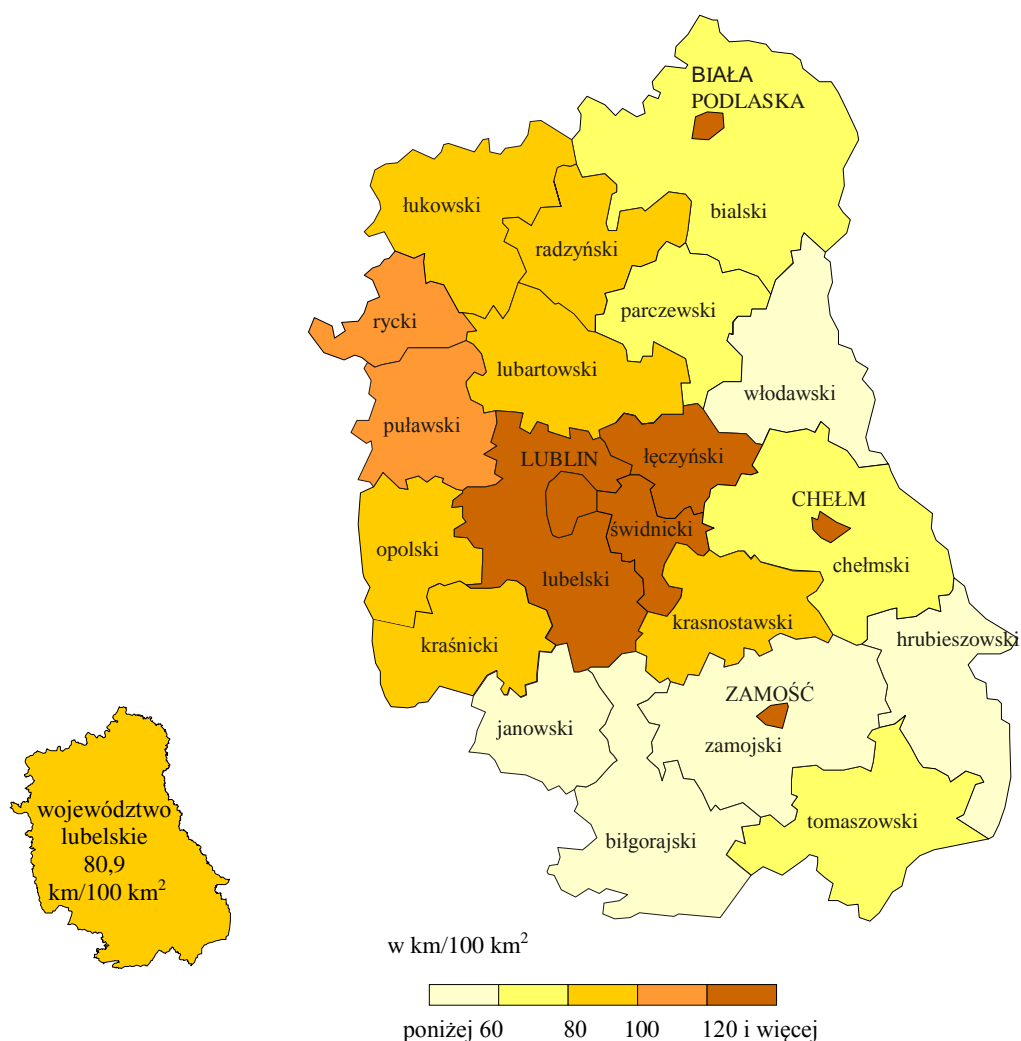 BIAŁA
PODLASKA
łukowski
bialski
radzyński
rycki
parczewski
lubartowski
włodawski
puławski
LUBLIN
łęczyński
CHEŁM
świdnicki
opolski
chełmski
lubelski
krasnostawski
hrubieszowski
kraśnicki
ZAMOŚĆ
janowski
zamojski
województwo
lubelskie
80,9
km/100 km²
tomaszowski
biłgorajski
w km/100 km²
poniżej 60 80 100 120 i więcej